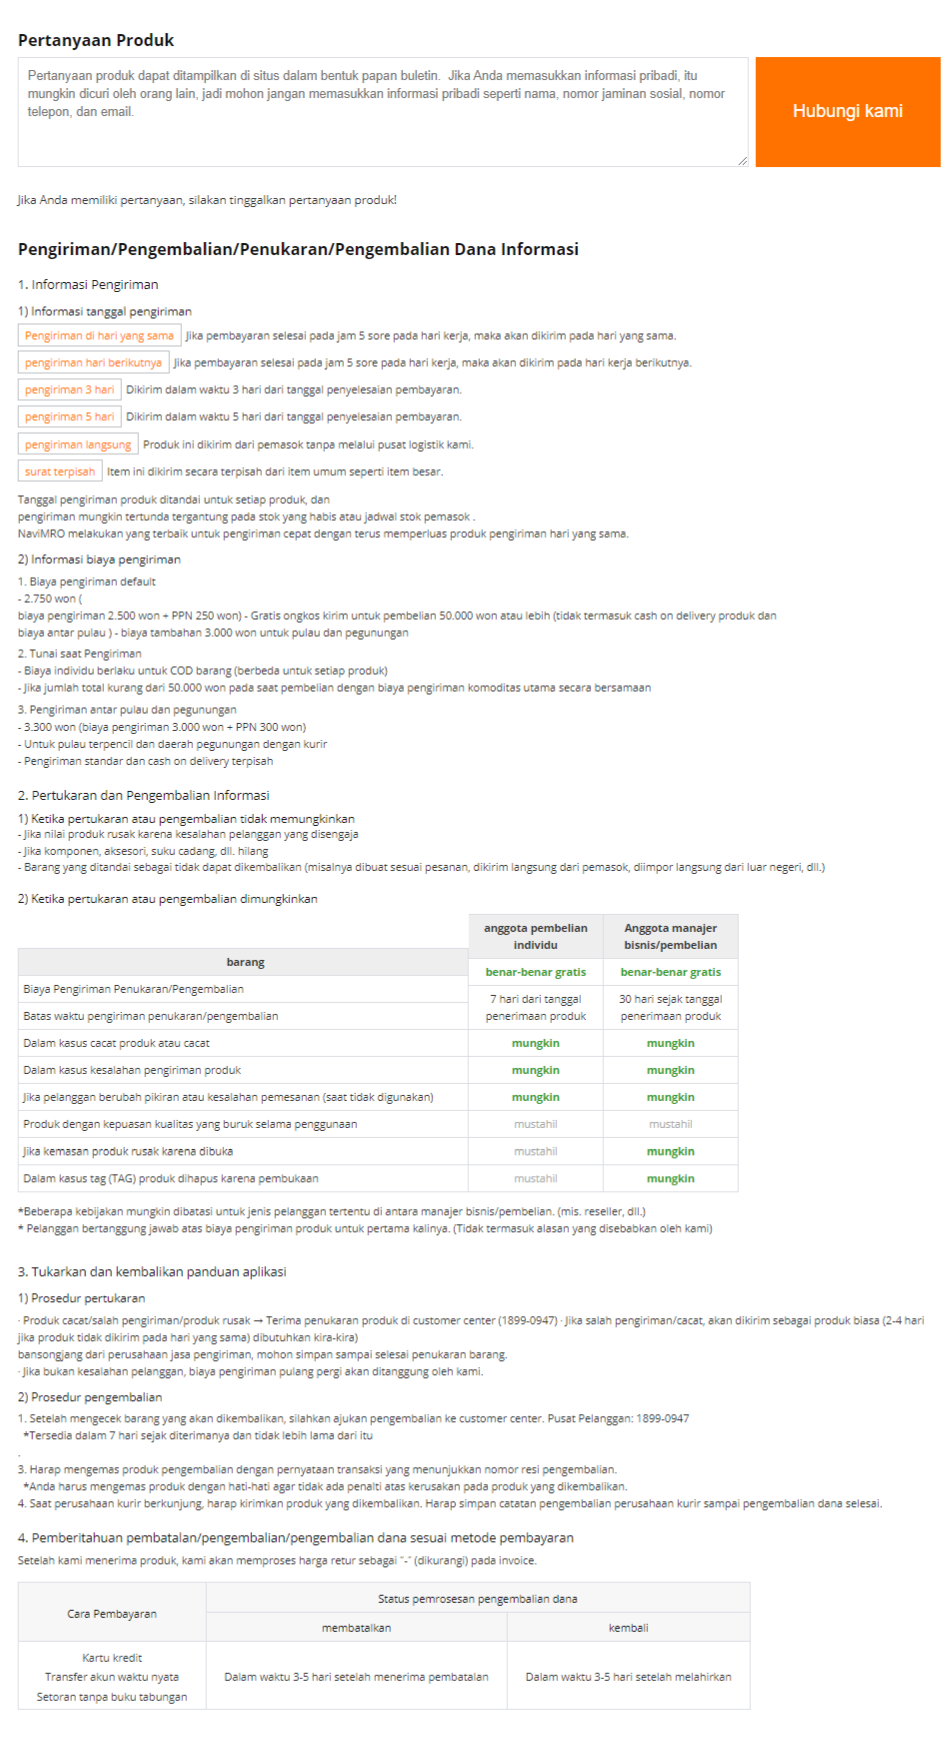 Pertanyaan Produk
Pertanyaan produk dapat ditampilkan di situs dalam bentuk papan buletin.  Jika Anda memasukkan informasi pribadi, itu
mungkin dicuri oleh orang lain, jadi mohon jangan memasukkan informasi pribadi seperti nama, nomor jaminan sosial, nomor
telepon, dan email.
Hubungi kami
Jika Anda memiliki pertanyaan, silakan tinggalkan pertanyaan produk!
Pengiriman/Pengembalian/Penukaran/Pengembalian Dana Informasi
1. Informasi Pengiriman
1) Informasi tanggal pengiriman
Pengiriman di hari yang sama Jika pembayaran selesai pada jam 5 sore pada hari kerja, maka akan dikirim pada hari yang sama.
pengiriman hari berikutnya Jika pembayaran selesai pada jam 5 sore pada hari kerja, maka akan dikirim pada hari kerja berikutnya.
pengiriman 3 hari Dikirim dalam waktu 3 hari dari tanggal penyelesaian pembayaran.
pengiriman 5 hari Dikirim dalam waktu 5 hari dari tanggal penyelesaian pembayaran.
pengiriman langsung Produk ini dikirim dari pemasok tanpa melalui pusat logistik kami.
surat terpisah Item ini dikirim secara terpisah dari item umum seperti item besar.
Tanggal pengiriman produk ditandai untuk setiap produk, dan
pengiriman mungkin tertunda tergantung pada stok yang habis atau jadwal stok pemasok .
NaviMRO melakukan yang terbaik untuk pengiriman cepat dengan terus memperluas produk pengiriman hari yang sama.
2) Informasi biaya pengiriman
1. Biaya pengiriman default
- 2.750 won (
biaya pengiriman 2.500 won + PPN 250 won) - Gratis ongkos kirim untuk pembelian 50.000 won atau lebih (tidak termasuk cash on delivery produk dan
biaya antar pulau ) - biaya tambahan 3.000 won untuk pulau dan pegunungan
2. Tunai saat Pengiriman
- Biaya individu berlaku untuk COD barang (berbeda untuk setiap produk)
- Jika jumlah total kurang dari 50.000 won pada saat pembelian dengan biaya pengiriman komoditas utama secara bersamaan
3. Pengiriman antar pulau dan pegunungan
- 3.300 won (biaya pengiriman 3.000 won + PPN 300 won)
- Untuk pulau terpencil dan daerah pegunungan dengan kurir
- Pengiriman standar dan cash on delivery terpisah
2. Pertukaran dan Pengembalian Informasi
1) Ketika pertukaran atau pengembalian tidak memungkinkan
- Jika nilai produk rusak karena kesalahan pelanggan yang disengaja
- Jika komponen, aksesori, suku cadang, dll. hilang
- Barang yang ditandai sebagai tidak dapat dikembalikan (misalnya dibuat sesuai pesanan, dikirim langsung dari pemasok, diimpor langsung dari luar negeri, dll.)
2) Ketika pertukaran atau pengembalian dimungkinkan
anggota pembelian individu
Anggota manajer bisnis/pembelian
barang
benar-benar gratis benar-benar gratis
Biaya Pengiriman Penukaran/Pengembalian
7 hari dari tanggal penerimaan produk
30 hari sejak tanggal penerimaan produk
Batas waktu pengiriman penukaran/pengembalian
Dalam kasus cacat produk atau cacat mungkin mungkin
Dalam kasus kesalahan pengiriman produk mungkin mungkin
Jika pelanggan berubah pikiran atau kesalahan pemesanan (saat tidak digunakan) mungkin mungkin
Produk dengan kepuasan kualitas yang buruk selama penggunaan mustahil mustahil
Jika kemasan produk rusak karena dibuka mustahil mungkin
Dalam kasus tag (TAG) produk dihapus karena pembukaan mustahil mungkin
*Beberapa kebijakan mungkin dibatasi untuk jenis pelanggan tertentu di antara manajer bisnis/pembelian. (mis. reseller, dll.)
* Pelanggan bertanggung jawab atas biaya pengiriman produk untuk pertama kalinya. (Tidak termasuk alasan yang disebabkan oleh kami)
3. Tukarkan dan kembalikan panduan aplikasi
1) Prosedur pertukaran
· Produk cacat/salah pengiriman/produk rusak → Terima penukaran produk di customer center (1899-0947) · Jika salah pengiriman/cacat, akan dikirim sebagai produk biasa (2-4 hari
jika produk tidak dikirim pada hari yang sama) dibutuhkan kira-kira)
bansongjang dari perusahaan jasa pengiriman, mohon simpan sampai selesai penukaran barang.
· Jika bukan kesalahan pelanggan, biaya pengiriman pulang pergi akan ditanggung oleh kami.
2) Prosedur pengembalian
1. Setelah mengecek barang yang akan dikembalikan, silahkan ajukan pengembalian ke customer center. Pusat Pelanggan: 1899-0947
*Tersedia dalam 7 hari sejak diterimanya dan tidak lebih lama dari itu
.
3. Harap mengemas produk pengembalian dengan pernyataan transaksi yang menunjukkan nomor resi pengembalian.
*Anda harus mengemas produk dengan hati-hati agar tidak ada penalti atas kerusakan pada produk yang dikembalikan.
4. Saat perusahaan kurir berkunjung, harap kirimkan produk yang dikembalikan. Harap simpan catatan pengembalian perusahaan kurir sampai pengembalian dana selesai.
4. Pemberitahuan pembatalan/pengembalian/pengembalian dana sesuai metode pembayaran
Setelah kami menerima produk, kami akan memproses harga retur sebagai "-" (dikurangi) pada invoice.
Cara Pembayaran
Status pemrosesan pengembalian dana
membatalkan kembali
Kartu kredit
Transfer akun waktu nyata
Setoran tanpa buku tabungan
Dalam waktu 3-5 hari setelah menerima pembatalan
Dalam waktu 3-5 hari setelah melahirkan